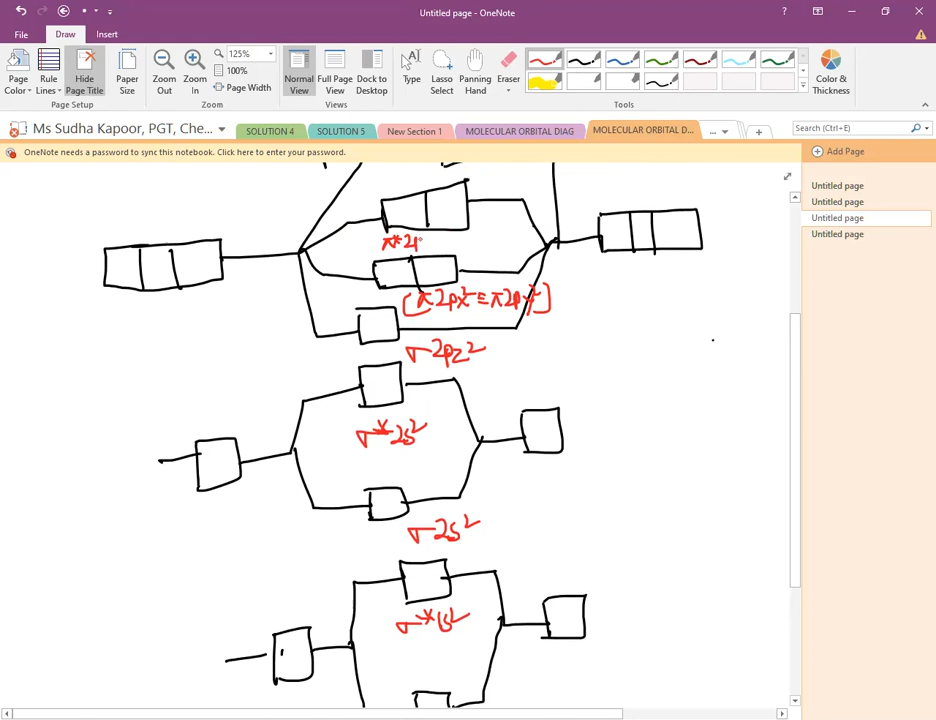 Untitled page - OneNote
File
Draw
Insert
Page Color
Rule Lines
Hide Page Title
Paper Size
Zoom Out
Zoom In
125%
100%
Page Width
Normal View
Full Page View
Dock to Desktop
Type
Lasso Select
Panning Hand
Eraser
Color & Thickness
Page Setup
Zoom
Views
Tools
Ms Sudha Kapoor, PGT, Che...
SOLUTION 4
SOLUTION 5
New Section 1
MOLECULAR ORBITAL DIAG
MOLECULAR ORBITAL D...
...
Search (Ctrl+E)
OneNote needs a password to sync this notebook. Click here to enter your password.
Add Page
Untitled page
Untitled page
Untitled page
Untitled page
π*2p
[π2px² = π2py²]
σ2pz²
σ*2s²
σ2s²
σ*1s²